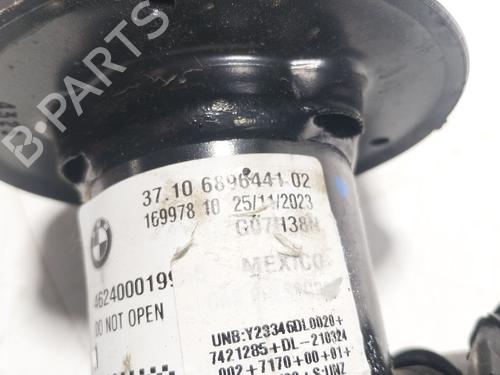 B-Parts
37.10 6896441-02
169978 10 25/11/2023
G07H38N
MEXICO
DO NOT OPEN
UNB:Y23346DL0020+
7421285+DL-210324
002+7170+00+01+